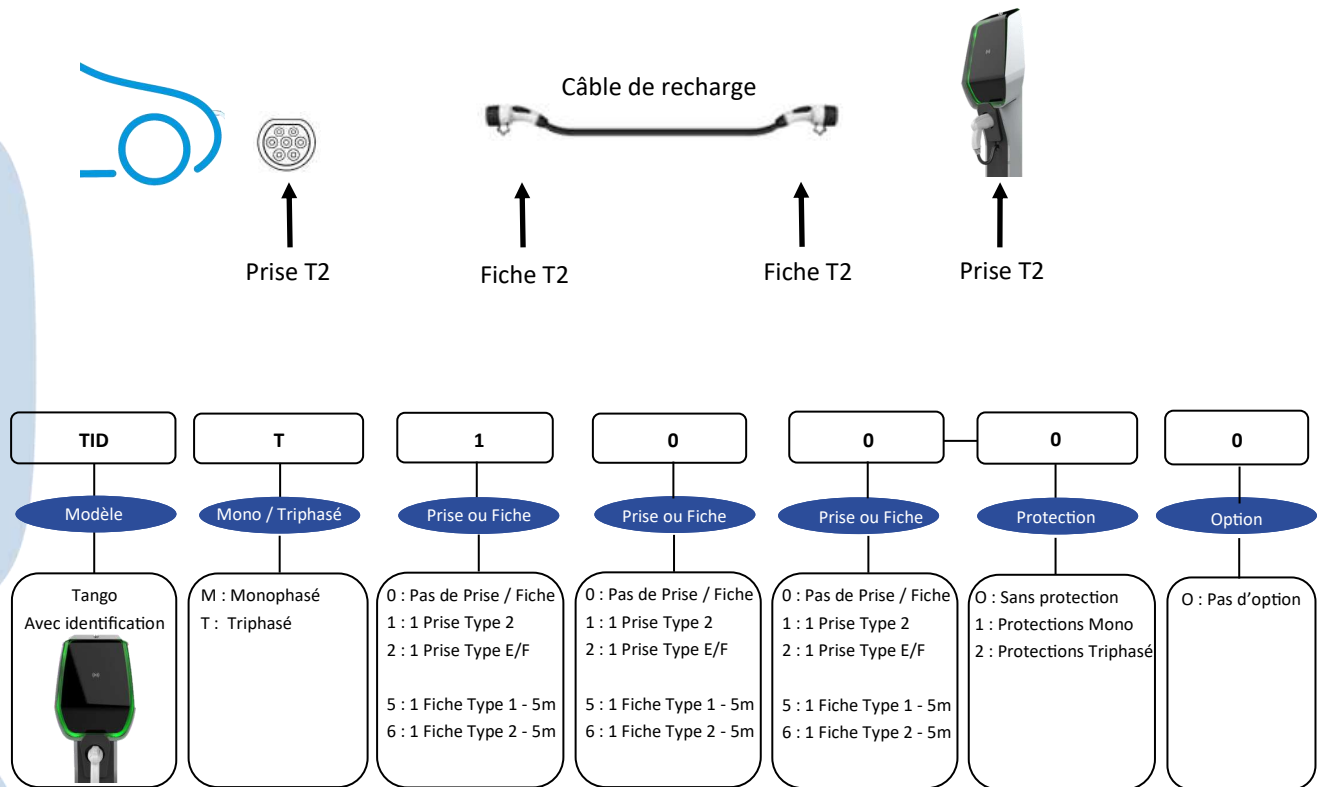 Câble de recharge
Prise T2
Fiche T2
Fiche T2
Prise T2
TID
T
1
0
0
0
0
Modèle
Mono / Triphasé
Prise ou Fiche
Prise ou Fiche
Prise ou Fiche
Protection
Option
Tango
Avec identification
M : Monophasé
T : Triphasé
0 : Pas de Prise / Fiche
1 : 1 Prise Type 2
2 : 1 Prise Type E/F
5 : 1 Fiche Type 1 - 5m
6 : 1 Fiche Type 2 - 5m
0 : Pas de Prise / Fiche
1 : 1 Prise Type 2
2 : 1 Prise Type E/F
5 : 1 Fiche Type 1 - 5m
6 : 1 Fiche Type 2 - 5m
0 : Pas de Prise / Fiche
1 : 1 Prise Type 2
2 : 1 Prise Type E/F
5 : 1 Fiche Type 1 - 5m
6 : 1 Fiche Type 2 - 5m
O : Sans protection
1 : Protections Mono
2 : Protections Triphasé
O : Pas d’option